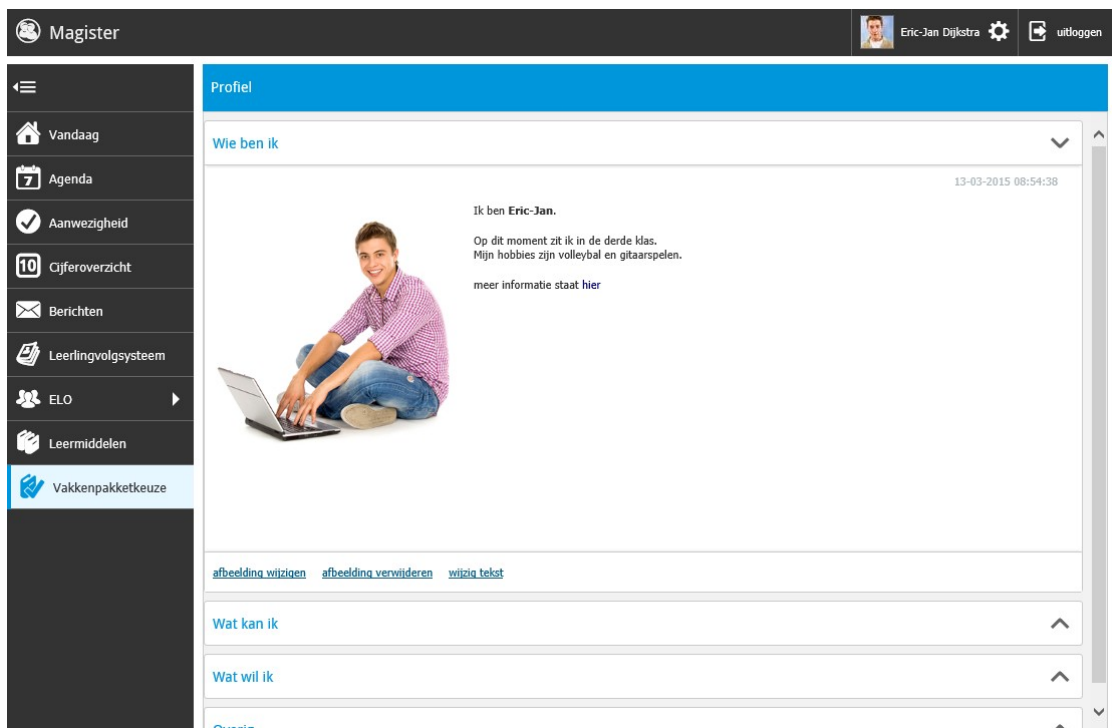 Magister
Eric-Jan Dijkstra
uitloggen
Vandaag
7
Agenda
Aanwezigheid
10
Cijferoverzicht
Berichten
Leerlingvolgsysteem
ELO
Leermiddelen
Vakkenpakketkeuze
Profiel
Wie ben ik
13-03-2015 08:54:38
Ik ben Eric-Jan.
Op dit moment zit ik in de derde klas.
Mijn hobbies zijn volleybal en gitaarspelen.
meer informatie staat hier
afbeelding wijzigen afbeelding verwijderen wijzig tekst
Wat kan ik
Wat wil ik